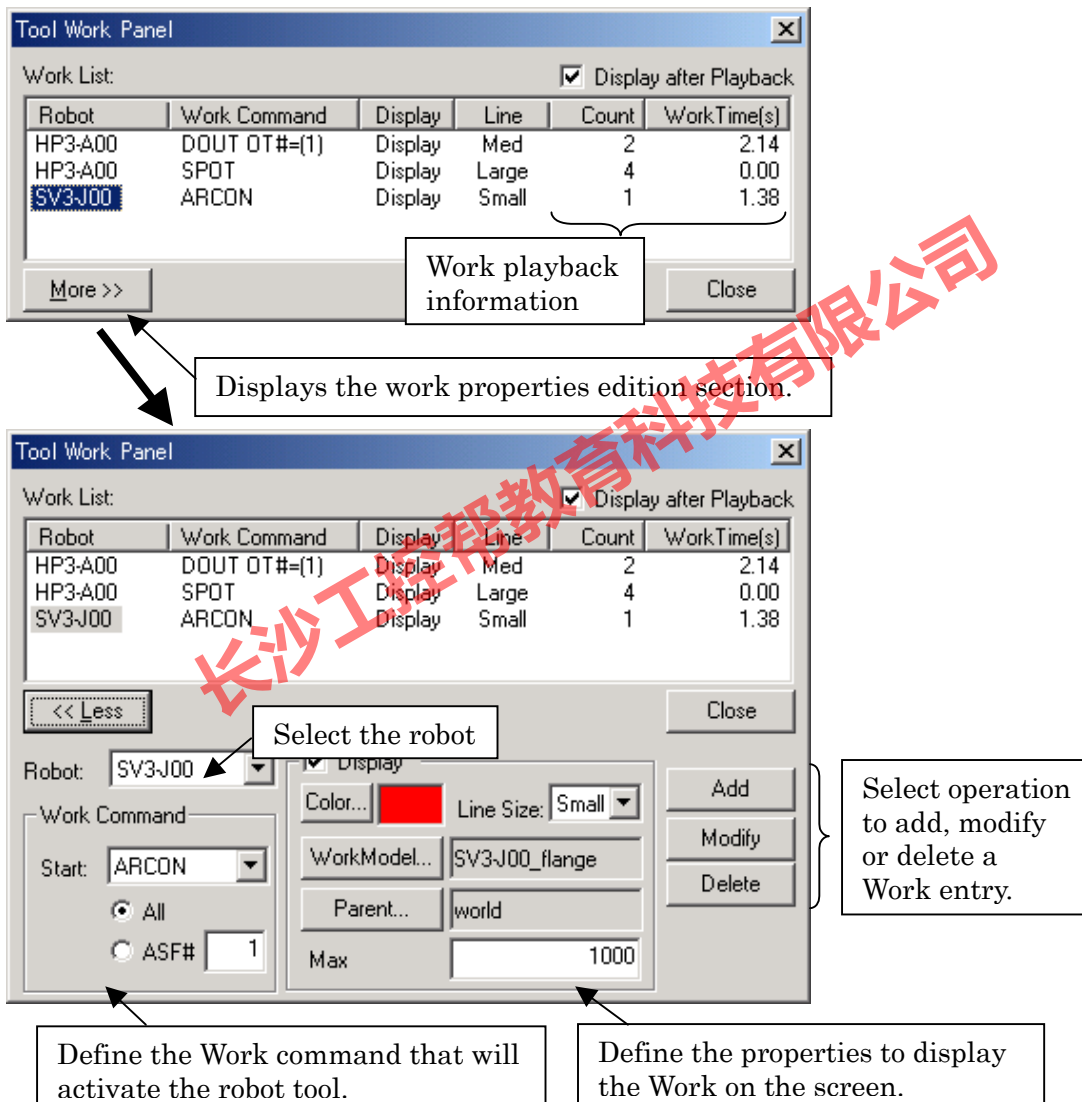 Tool Work Panel
Work List:
Display after Playback
Robot Work Command Display Line Count WorkTime(s)
HP3-A00 DOUT OT#=(1) Display Med 2 2.14
HP3-A00 SPOT Display Large 4 0.00
SV3-J00 ARCON Display Small 1 1.38
Work playback
information
More >>
Close
Displays the work properties edition section.
Tool Work Panel
Work List:
Display after Playback
Robot Work Command Display Line Count WorkTime(s)
HP3-A00 DOUT OT#=(1) Display Med 2 2.14
HP3-A00 SPOT Display Large 4 0.00
SV3-J00 ARCON Display Small 1 1.38
<< Less
Close
Select the robot
Robot: SV3-J00
Work Command
Start: ARCON
All
ASF# 1
Display
Color...
Line Size: Small
WorkModel... SV3-J00_flange
Parent... world
Max 1000
Add
Modify
Delete
Select operation
to add, modify
or delete a
Work entry.
Define the Work command that will
activate the robot tool.
Define the properties to display
the Work on the screen.
长沙工控帮教育科技有限公司